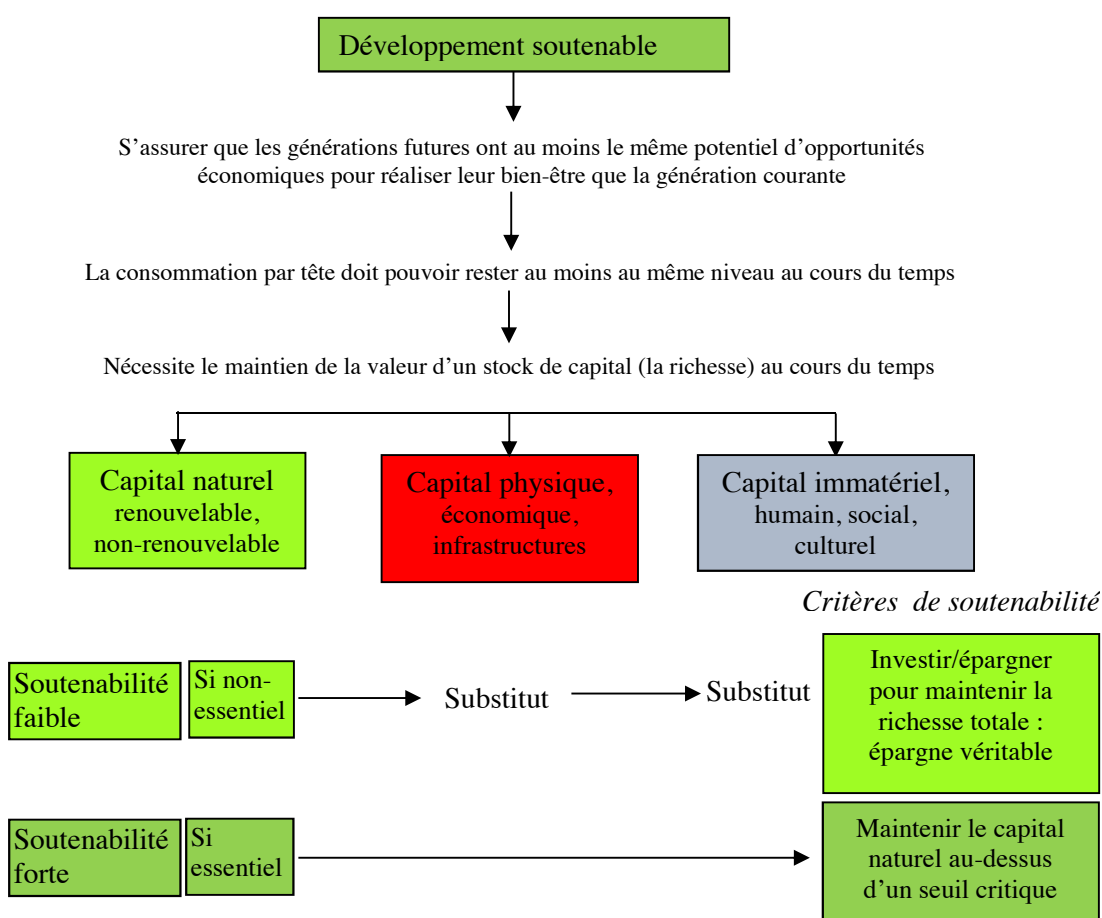 Développement soutenable
S’assurer que les générations futures ont au moins le même potentiel d’opportunités
économiques pour réaliser leur bien-être que la génération courante
La consommation par tête doit pouvoir rester au moins au même niveau au cours du temps
Nécessite le maintien de la valeur d’un stock de capital (la richesse) au cours du temps
Capital naturel
renouvelable,
non-renouvelable
Capital physique,
économique,
infrastructures
Capital immatériel,
humain, social,
culturel
Critères de soutenabilité
Soutenabilité
faible
Si non-
essentiel
Substitut
Substitut
Investir/épargner
pour maintenir la
richesse totale :
épargne véritable
Soutenabilité
forte
Si
essentiel
Maintenir le capital
naturel au-dessus
d’un seuil critique